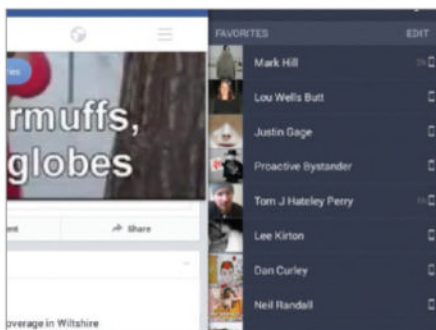 rmuffs,
globes
ent Share
overage in Wiltshire
FAVORITES EDIT
Mark Hill
Lou Wells Butt
Justin Gage
Proactive Bystander
Tom J Hateley Perry
Lee Kirton
Dan Curley
Neil Randall